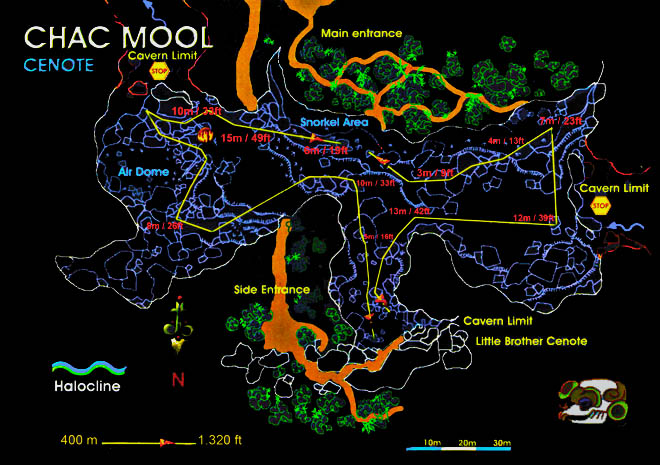 CHAC MOOL
CENOTE
Main entrance
Cavern Limit
STOP
10m / 33ft
15m / 49ft
Snorkel Area
6m / 19ft
7m / 23ft
4m / 13ft
3m / 9ft
Air Dome
10m / 33ft
Cavern Limit
STOP
13m / 42ft
12m / 39ft
8m / 26ft
5m / 16ft
Side Entrance
Cavern Limit
Little Brother Cenote
Halocline
N
400 m
1.320 ft
10m
20m
30m